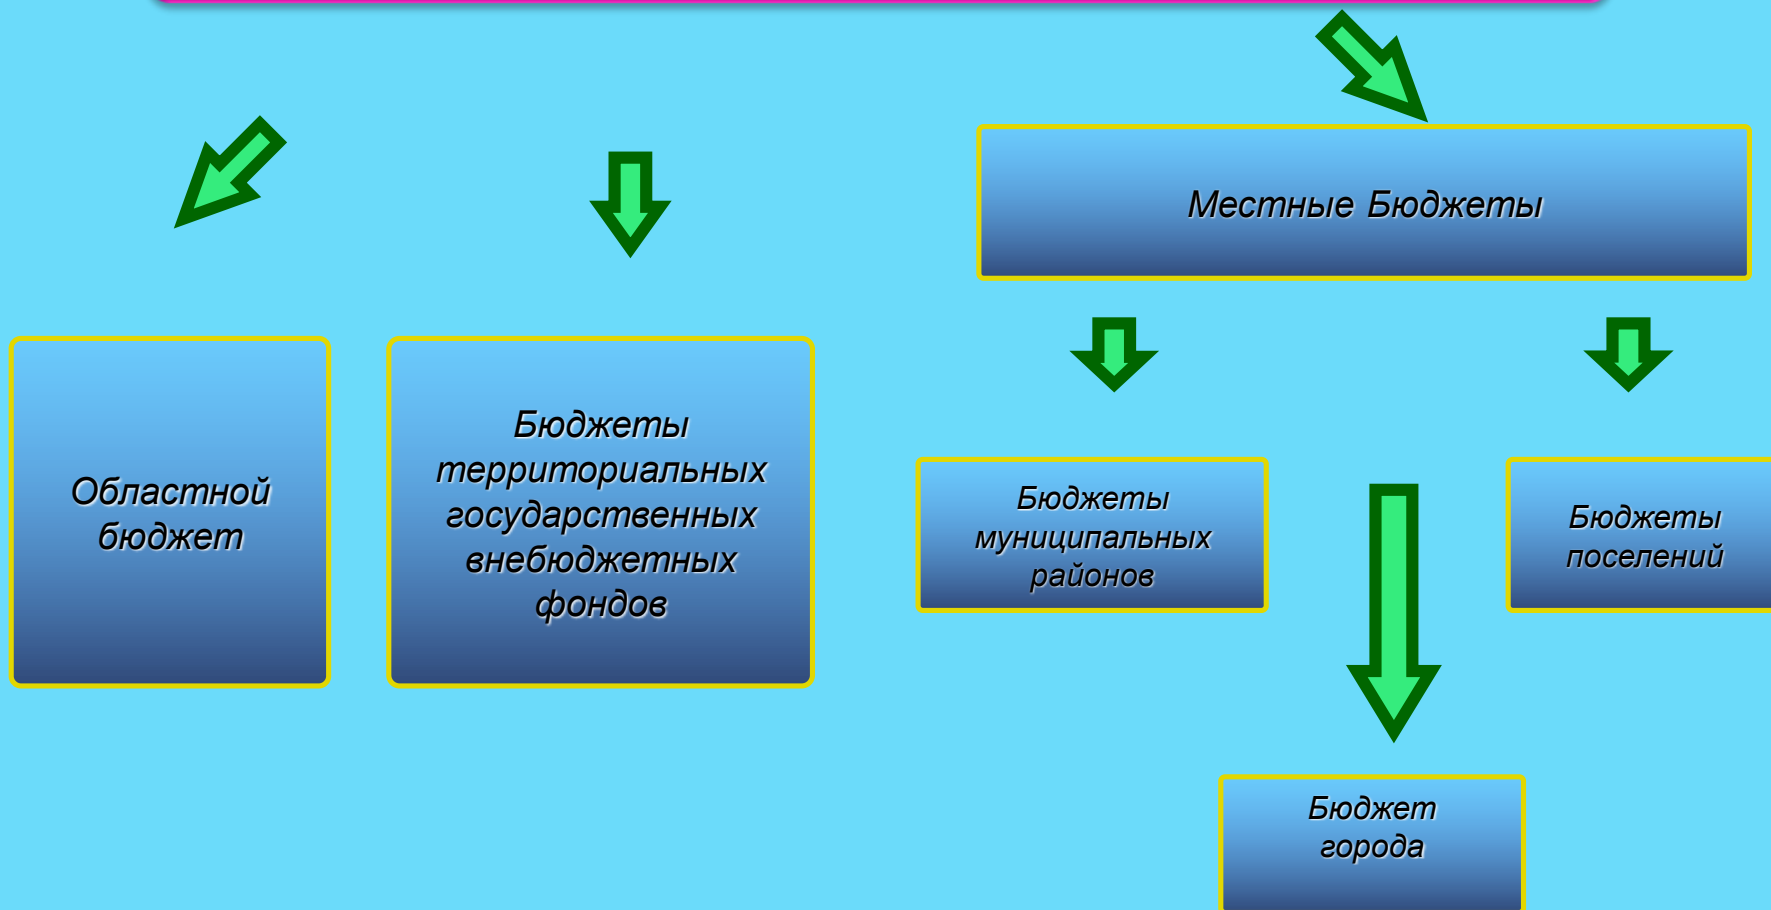 Местные Бюджеты
Областной
бюджет
Бюджеты
территориальных
государственных
внебюджетных
фондов
Бюджеты
муниципальных
районов
Бюджеты
поселений
Бюджет
города